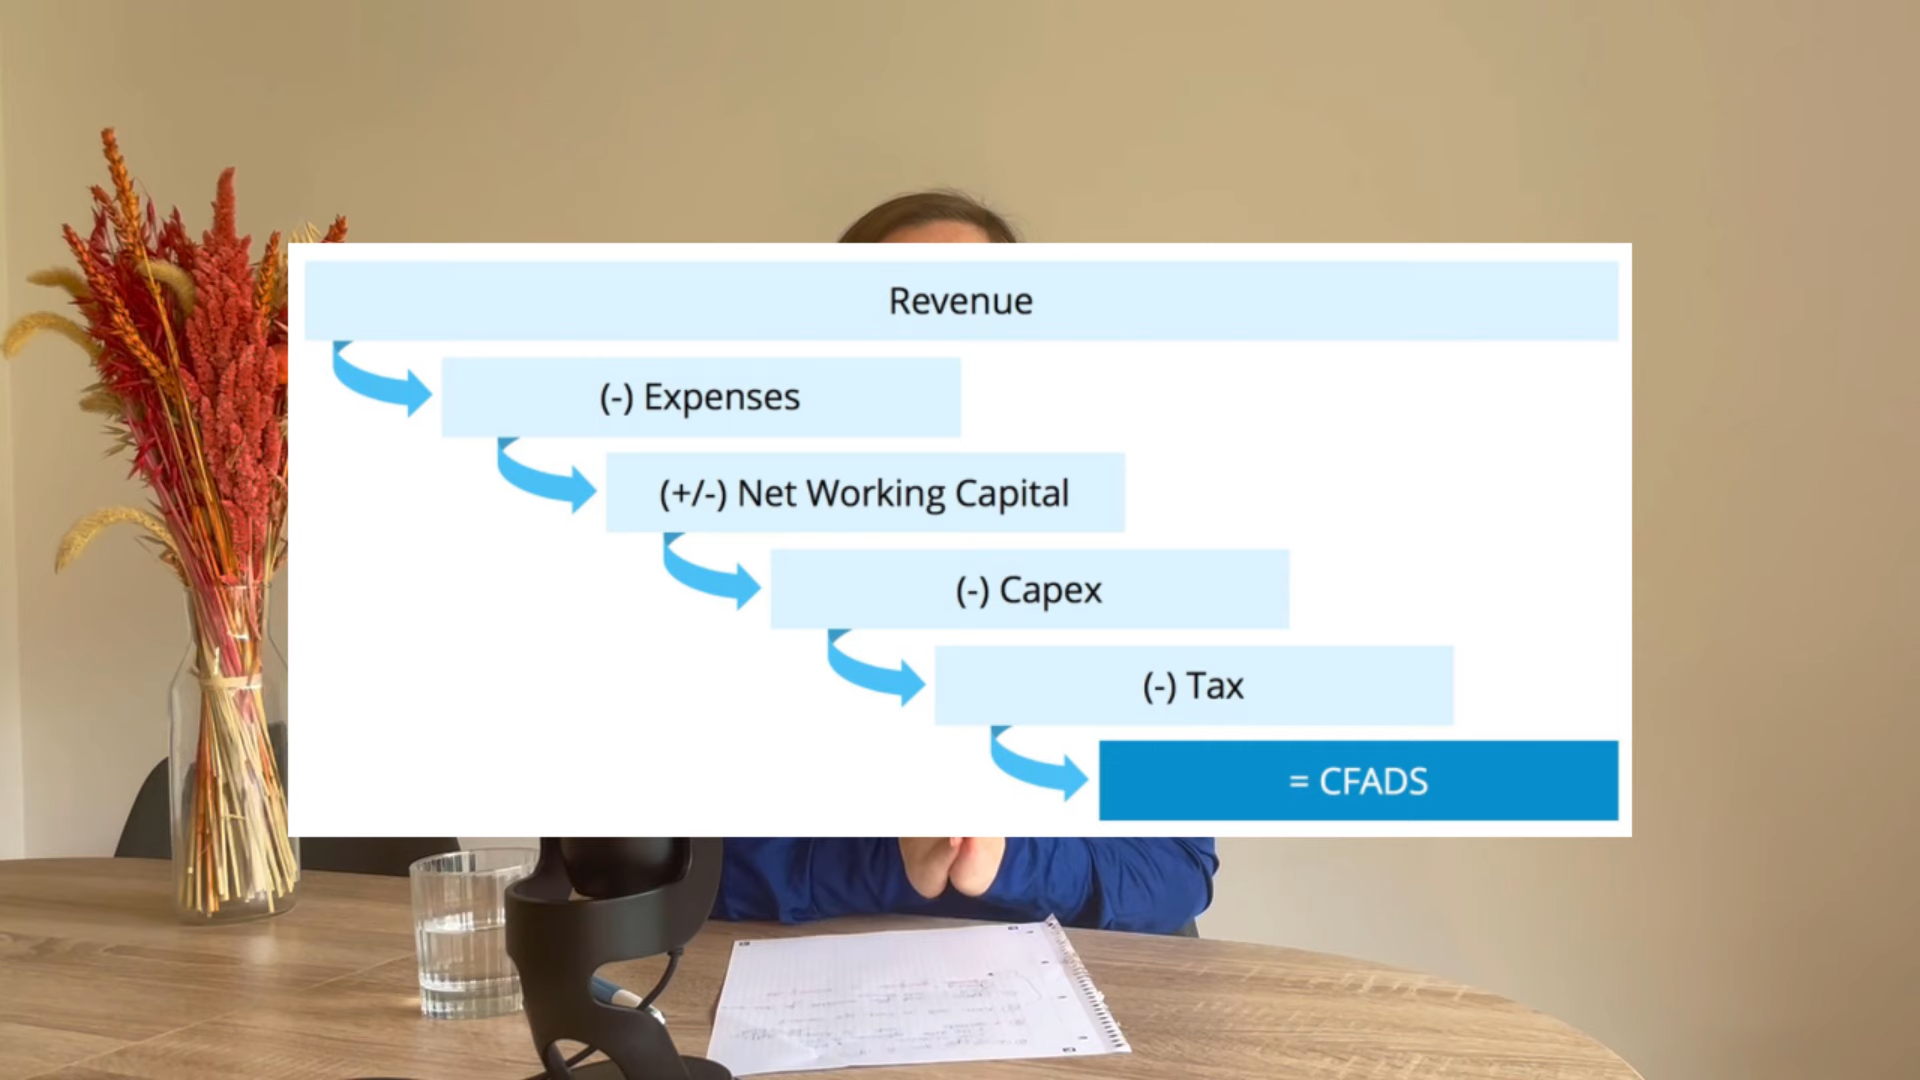 Revenue
(-) Expenses
(+/-) Net Working Capital
(-) Capex
(-) Tax
= CFADS